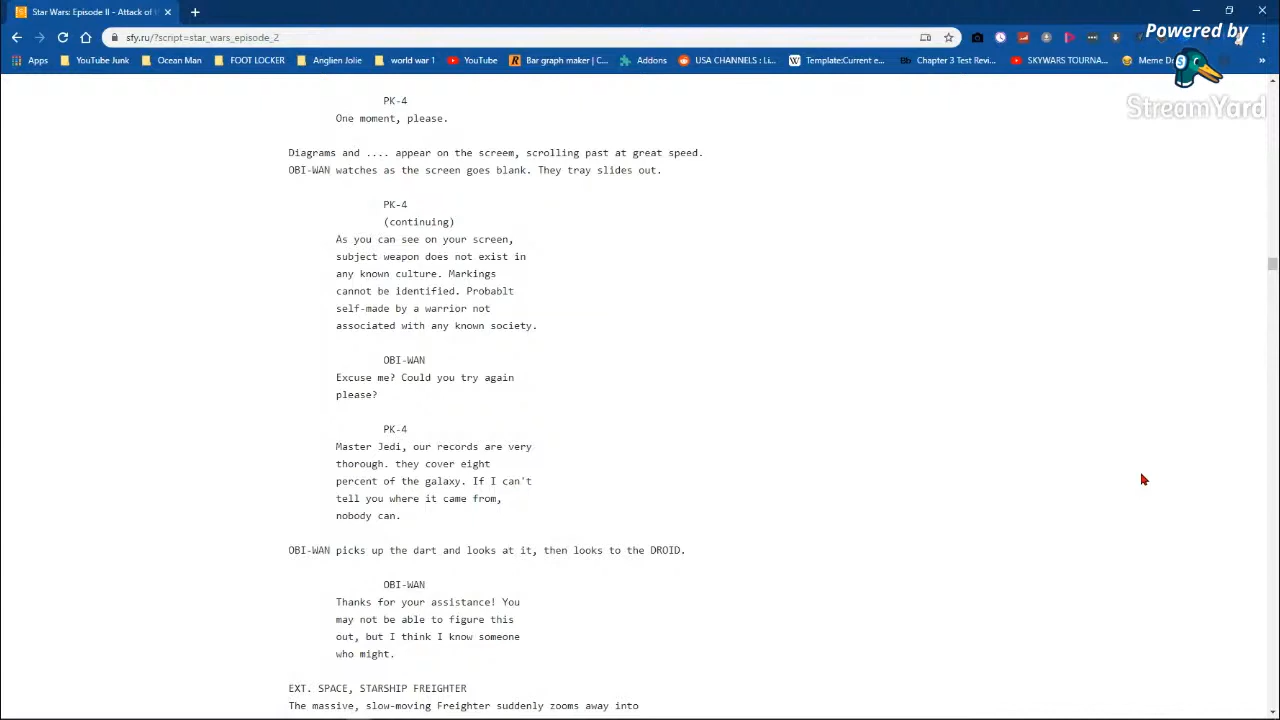 Star Wars: Episode II - Attack of
sfy.ru/?script=star_wars_episode_2
Powered by
StreamYard
Apps
YouTube Junk
Ocean Man
FOOT LOCKER
Anglien Jolie
world war 1
YouTube
Bar graph maker | C...
Addons
USA CHANNELS : Li...
Template:Current e...
Chapter 3 Test Revi...
SKYWARS TOURNA...
Meme
PK-4
One moment, please.
Diagrams and .... appear on the screem, scrolling past at great speed.
OBI-WAN watches as the screen goes blank. They tray slides out.
PK-4
(continuing)
As you can see on your screen,
subject weapon does not exist in
any known culture. Markings
cannot be identified. Probablt
self-made by a warrior not
associated with any known society.
OBI-WAN
Excuse me? Could you try again
please?
PK-4
Master Jedi, our records are very
thorough. they cover eight
percent of the galaxy. If I can't
tell you where it came from,
nobody can.
OBI-WAN picks up the dart and looks at it, then looks to the DROID.
OBI-WAN
Thanks for your assistance! You
may not be able to figure this
out, but I think I know someone
who might.
EXT. SPACE, STARSHIP FREIGHTER
The massive, slow-moving Freighter suddenly zooms away into